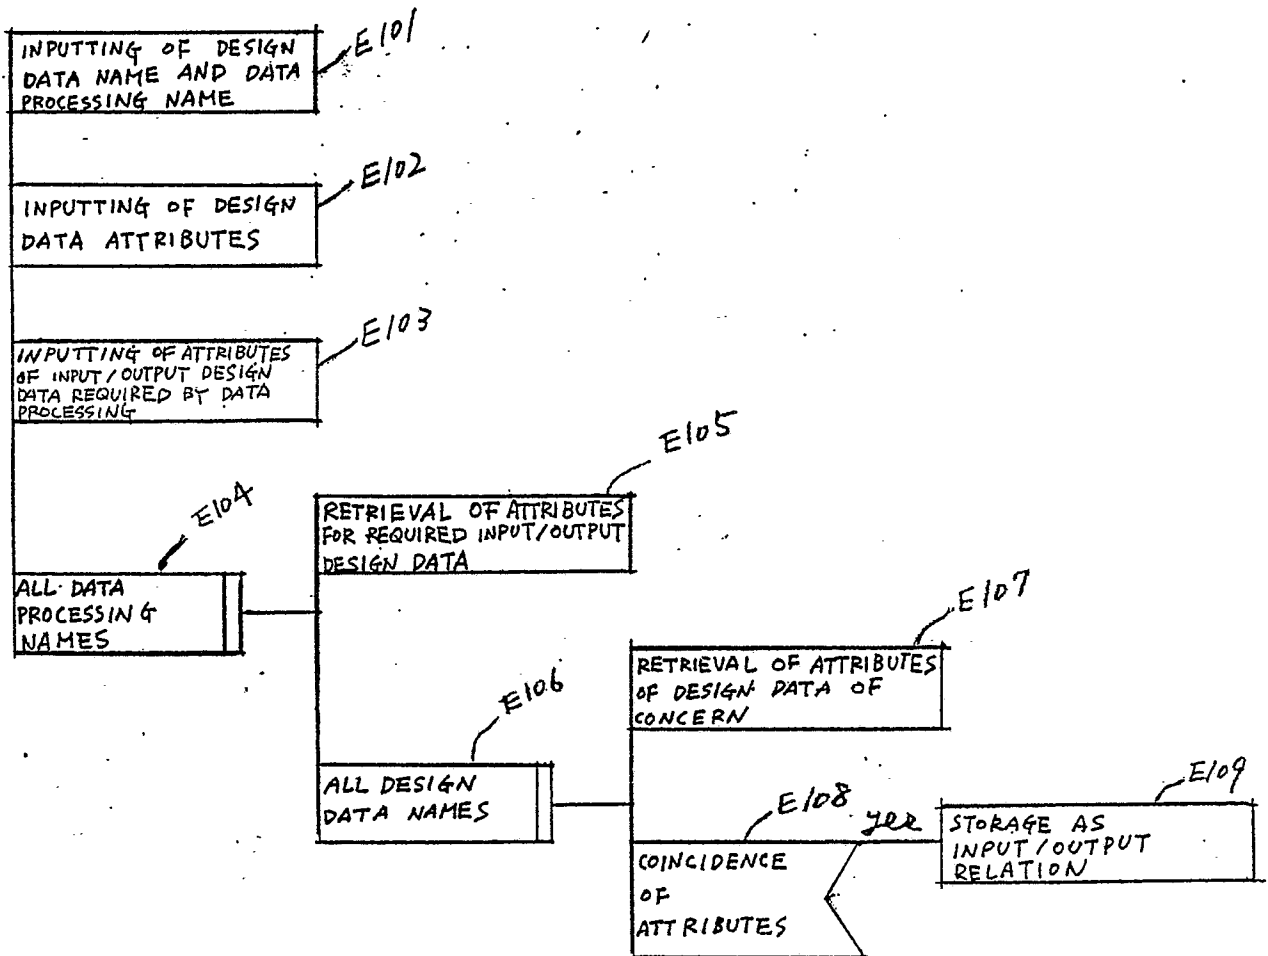 INPUTTING OF DESIGN
DATA NAME AND DATA
PROCESSING NAME
E101
INPUTTING OF DESIGN
DATA ATTRIBUTES
E102
INPUTTING OF ATTRIBUTES
OF INPUT/OUTPUT DESIGN
DATA REQUIRED BY DATA
PROCESSING
E103
ALL DATA
PROCESSING
NAMES
E104
RETRIEVAL OF ATTRIBUTES
FOR REQUIRED INPUT/OUTPUT
DESIGN DATA
E105
ALL DESIGN
DATA NAMES
E106
RETRIEVAL OF ATTRIBUTES
OF DESIGN DATA OF
CONCERN
E107
COINCIDENCE
OF
ATTRIBUTES
E108
yes
STORAGE AS
INPUT/OUTPUT
RELATION
E109